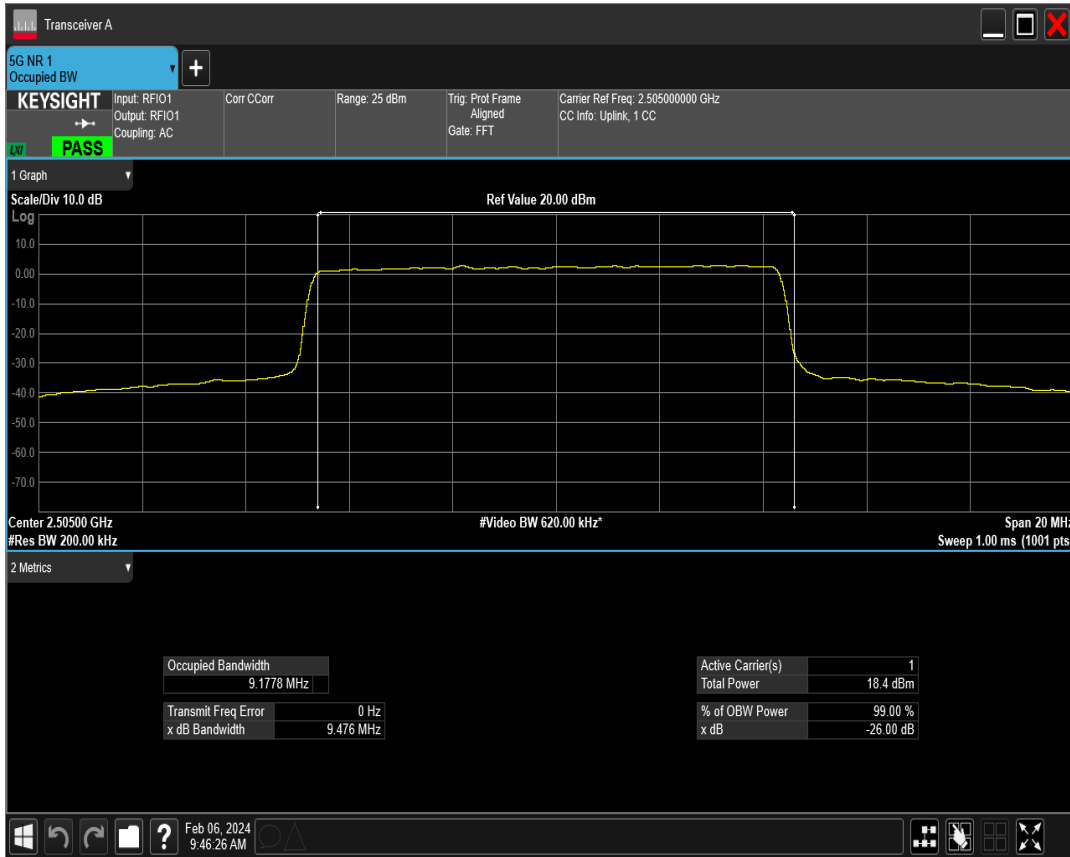 Transceiver A
5G NR 1
Occupied BW
KEYSIGHT
LXI
PASS
Input: RFIO1
Output: RFIO1
Coupling: AC
Corr CCorr
Range: 25 dBm
Trig: Prot Frame
Aligned
Gate: FFT
Carrier Ref Freq: 2.505000000 GHz
CC Info: Uplink, 1 CC
1 Graph
Scale/Div 10.0 dB
Ref Value 20.00 dBm
Log
10.0
0.00
-10.0
-20.0
-30.0
-40.0
-50.0
-60.0
-70.0
Center 2.50500 GHz
#Video BW 620.00 kHz*
Span 20 MHz
#Res BW 200.00 kHz
Sweep 1.00 ms (1001 pts
2 Metrics
Occupied Bandwidth
9.1778 MHz
Transmit Freq Error 0 Hz
x dB Bandwidth 9.476 MHz
Active Carrier(s) 1
Total Power 18.4 dBm
% of OBW Power 99.00 %
x dB -26.00 dB
?
Feb 06, 2024
9:46:26 AM